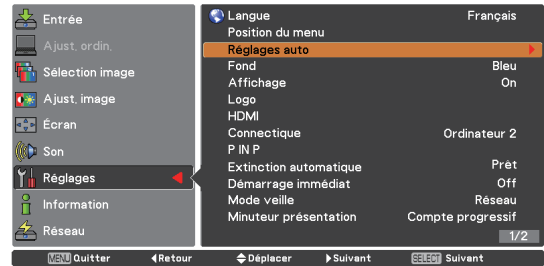 Entrée
Ajust. ordin.
Sélection image
Ajust. image
Écran
Son
Réglages
Information
Réseau
Langue Français
Position du menu
Réglages auto
Fond Bleu
Affichage On
Logo
HDMI
Connectique Ordinateur 2
P IN P
Extinction automatique Prêt
Démarrage immédiat Off
Mode veille Réseau
Minuteur présentation Compte progressif
1/2
MENU Quitter Retour Déplacer Suivant SELECT Suivant